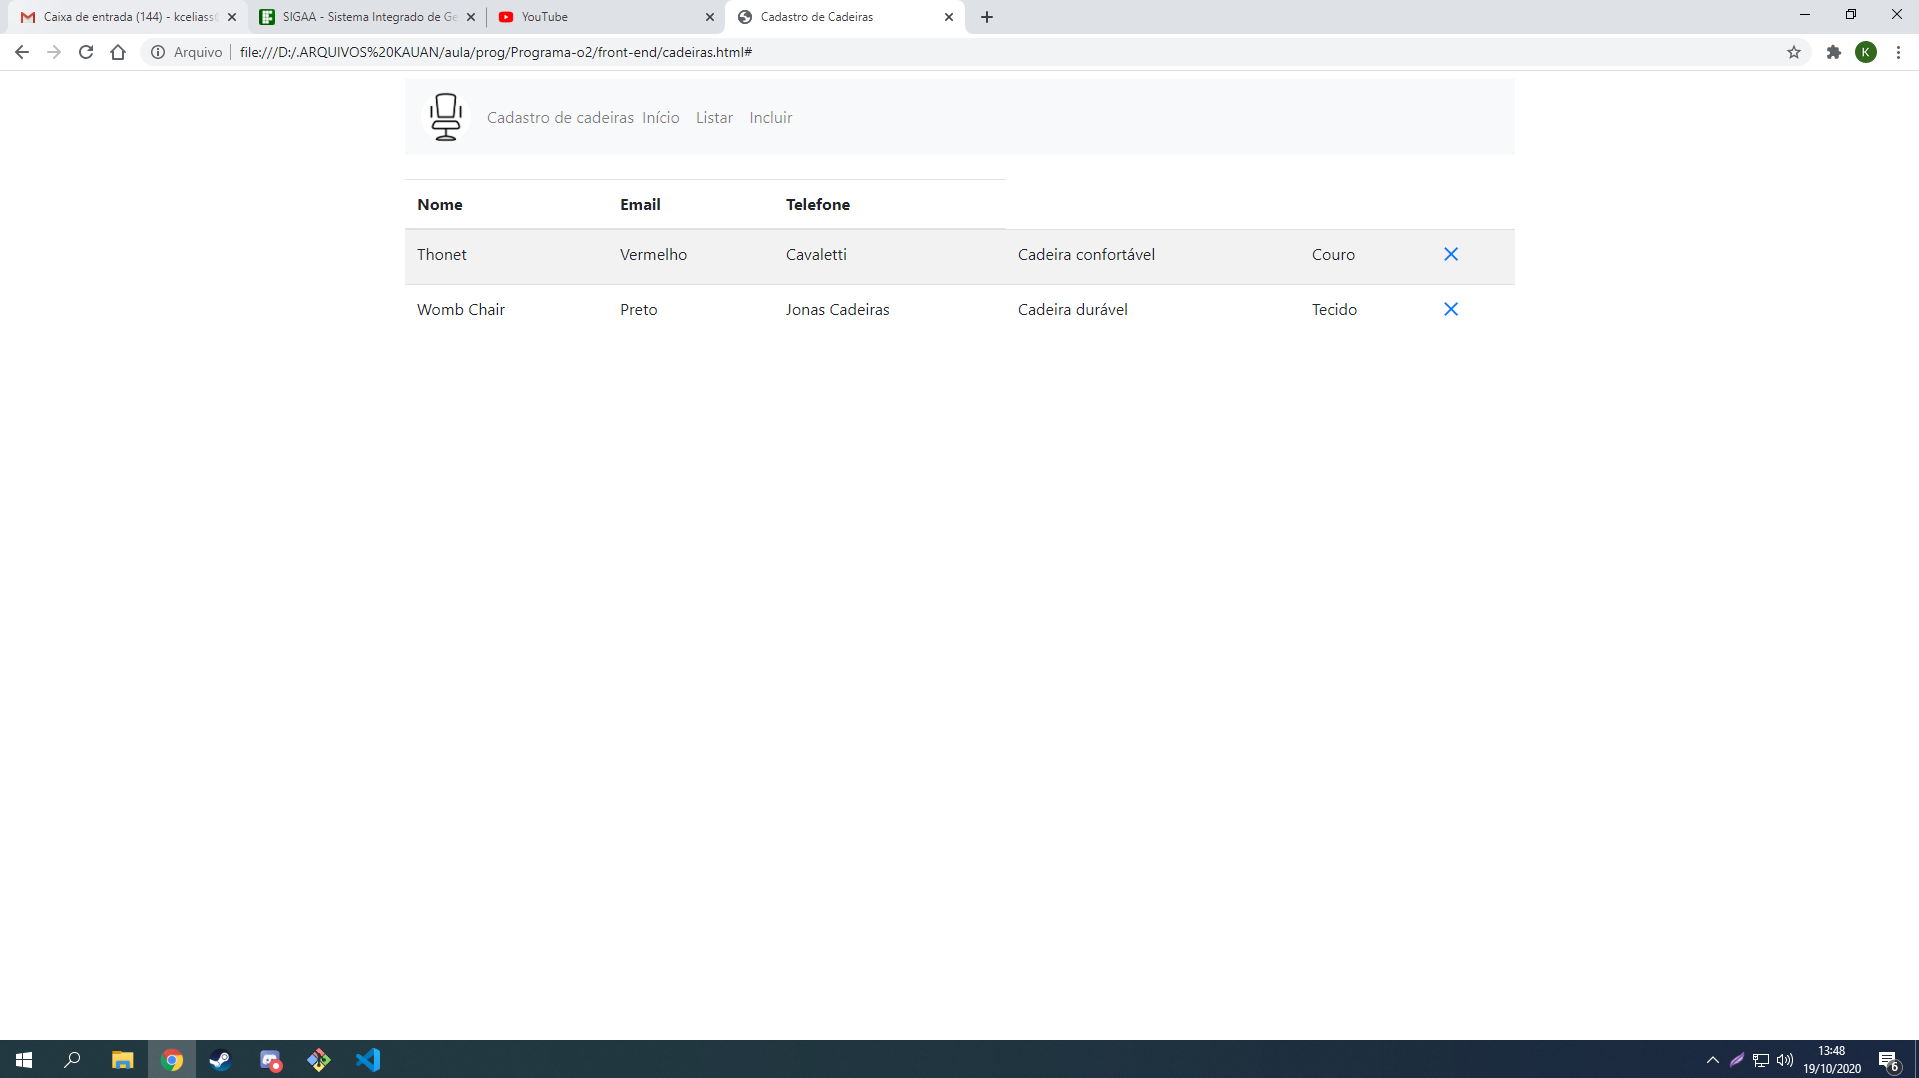 Caixa de entrada (144) - kceliass
SIGAA - Sistema Integrado de Ge
YouTube
Cadastro de Cadeiras
Arquivo
file:///D:/.ARQUIVOS%20KAUAN/aula/prog/Programa-o2/front-end/cadeiras.html#
K
Cadastro de cadeiras Início Listar Incluir
Nome Email Telefone
Thonet Vermelho Cavaletti Cadeira confortável Couro
Womb Chair Preto Jonas Cadeiras Cadeira durável Tecido
13:48
19/10/2020
6